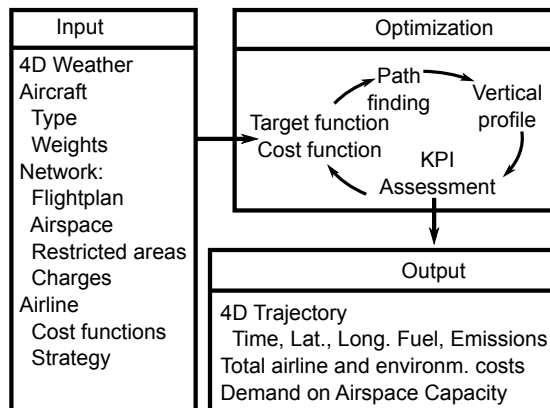 Input
4D Weather
Aircraft
Type
Weights
Network:
Flightplan
Airspace
Restricted areas
Charges
Airline
Cost functions
Strategy
Optimization
Path
finding
Vertical
profile
Target function
Cost function
KPI
Assessment
Output
4D Trajectory
Time, Lat., Long. Fuel, Emissions
Total airline and environm. costs
Demand on Airspace Capacity